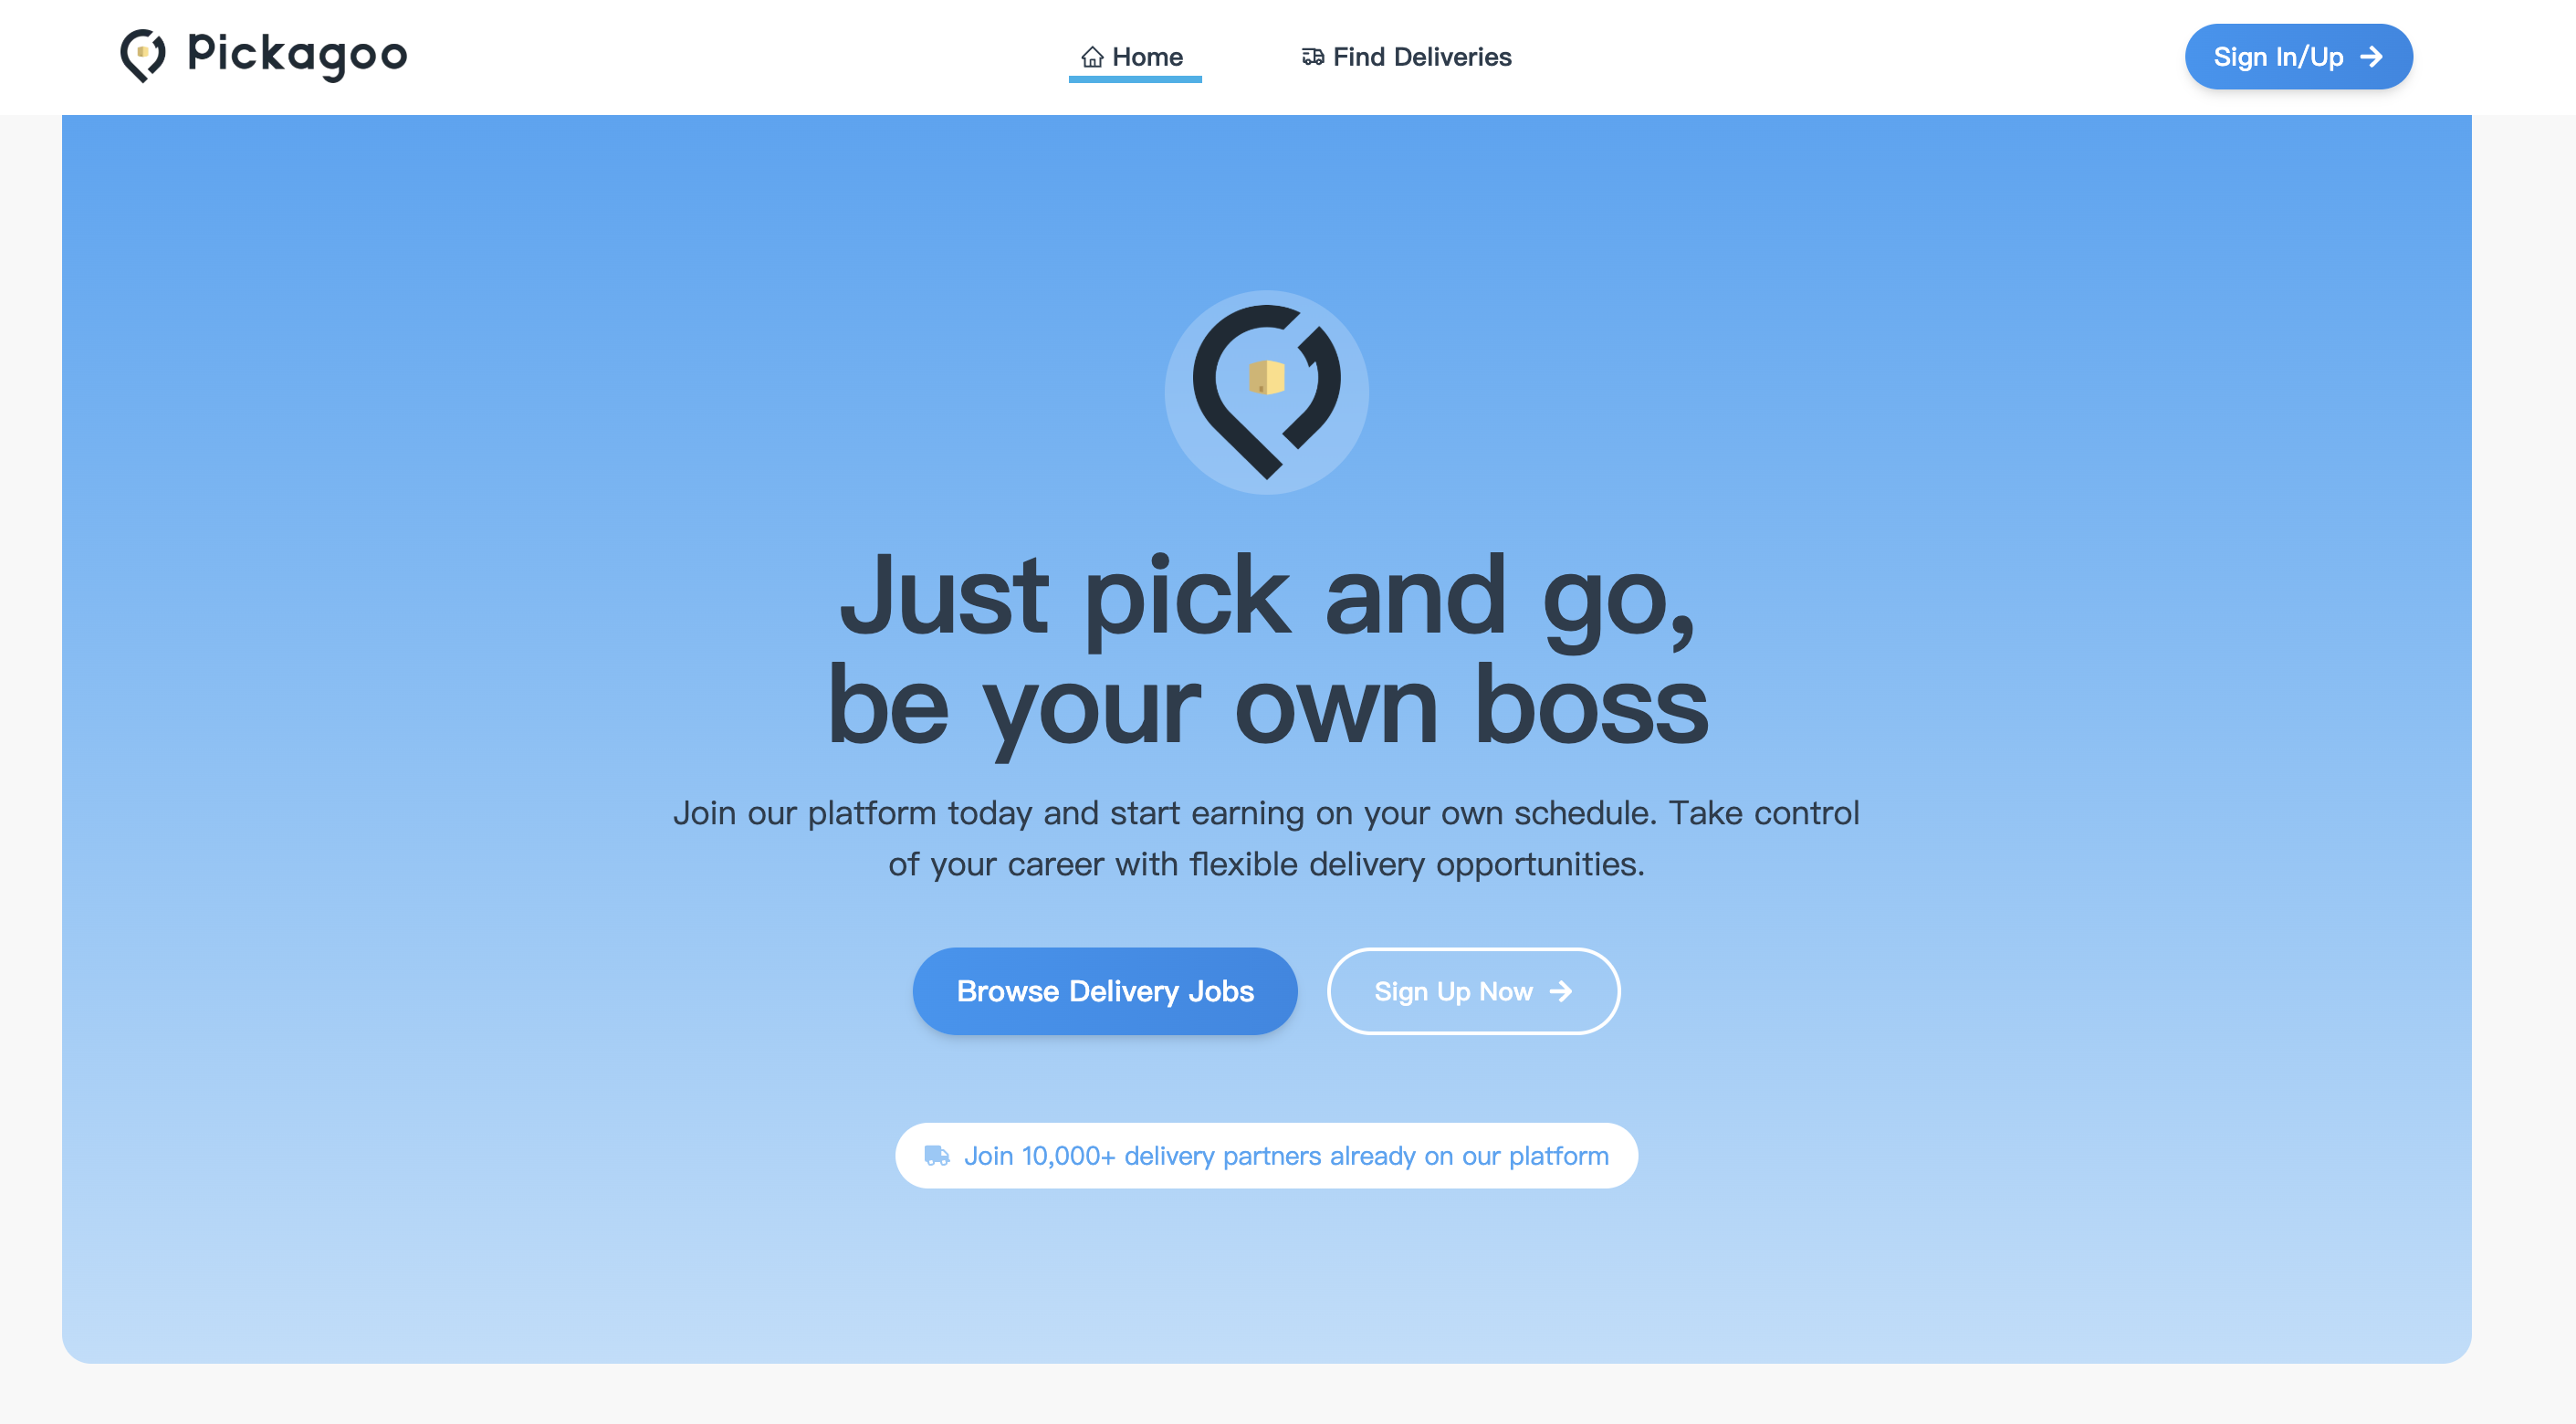 Pickagoo
Home
Find Deliveries
Sign In/Up
Just pick and go,
be your own boss
Join our platform today and start earning on your own schedule. Take control
of your career with flexible delivery opportunities.
Browse Delivery Jobs
Sign Up Now
Join 10,000+ delivery partners already on our platform